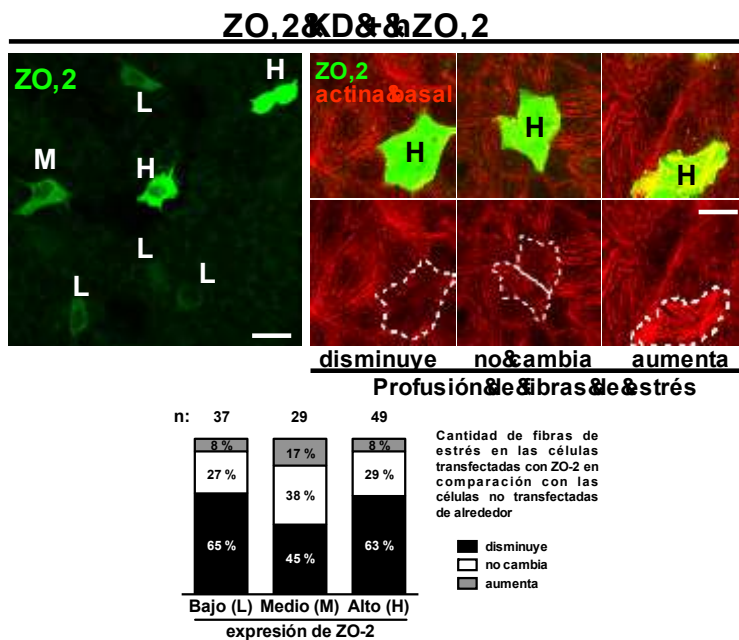 ZO,2&KD&+&hZO,2
ZO,2
L
H
M
H
L
L
L
ZO,2
actina&basal
H
H
H
disminuye
no&cambia
aumenta
Profusión&de&fibras&de&estrés
n: 37 29 49
8 % 17 % 8 %
27 % 38 % 29 %
65 % 45 % 63 %
Bajo (L) Medio (M) Alto (H)
expresión de ZO-2
Cantidad de fibras de
estrés en las células
transfectadas con ZO-2 en
comparación con las
células no transfectadas
de alrededor
disminuye
no cambia
aumenta